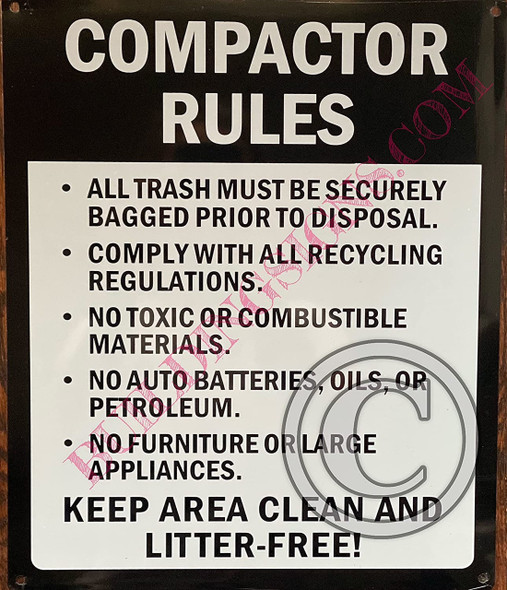 COMPACTOR
RULES
• ALL TRASH MUST BE SECURELY
BAGGED PRIOR TO DISPOSAL.
• COMPLY WITH ALL RECYCLING
REGULATIONS.
• NO TOXIC OR COMBUSTIBLE
MATERIALS.
• NO AUTO BATTERIES, OILS, OR
PETROLEUM.
• NO FURNITURE OR LARGE
APPLIANCES.
KEEP AREA CLEAN AND
LITTER-FREE!
BUILDINGSIGNS.COM
©